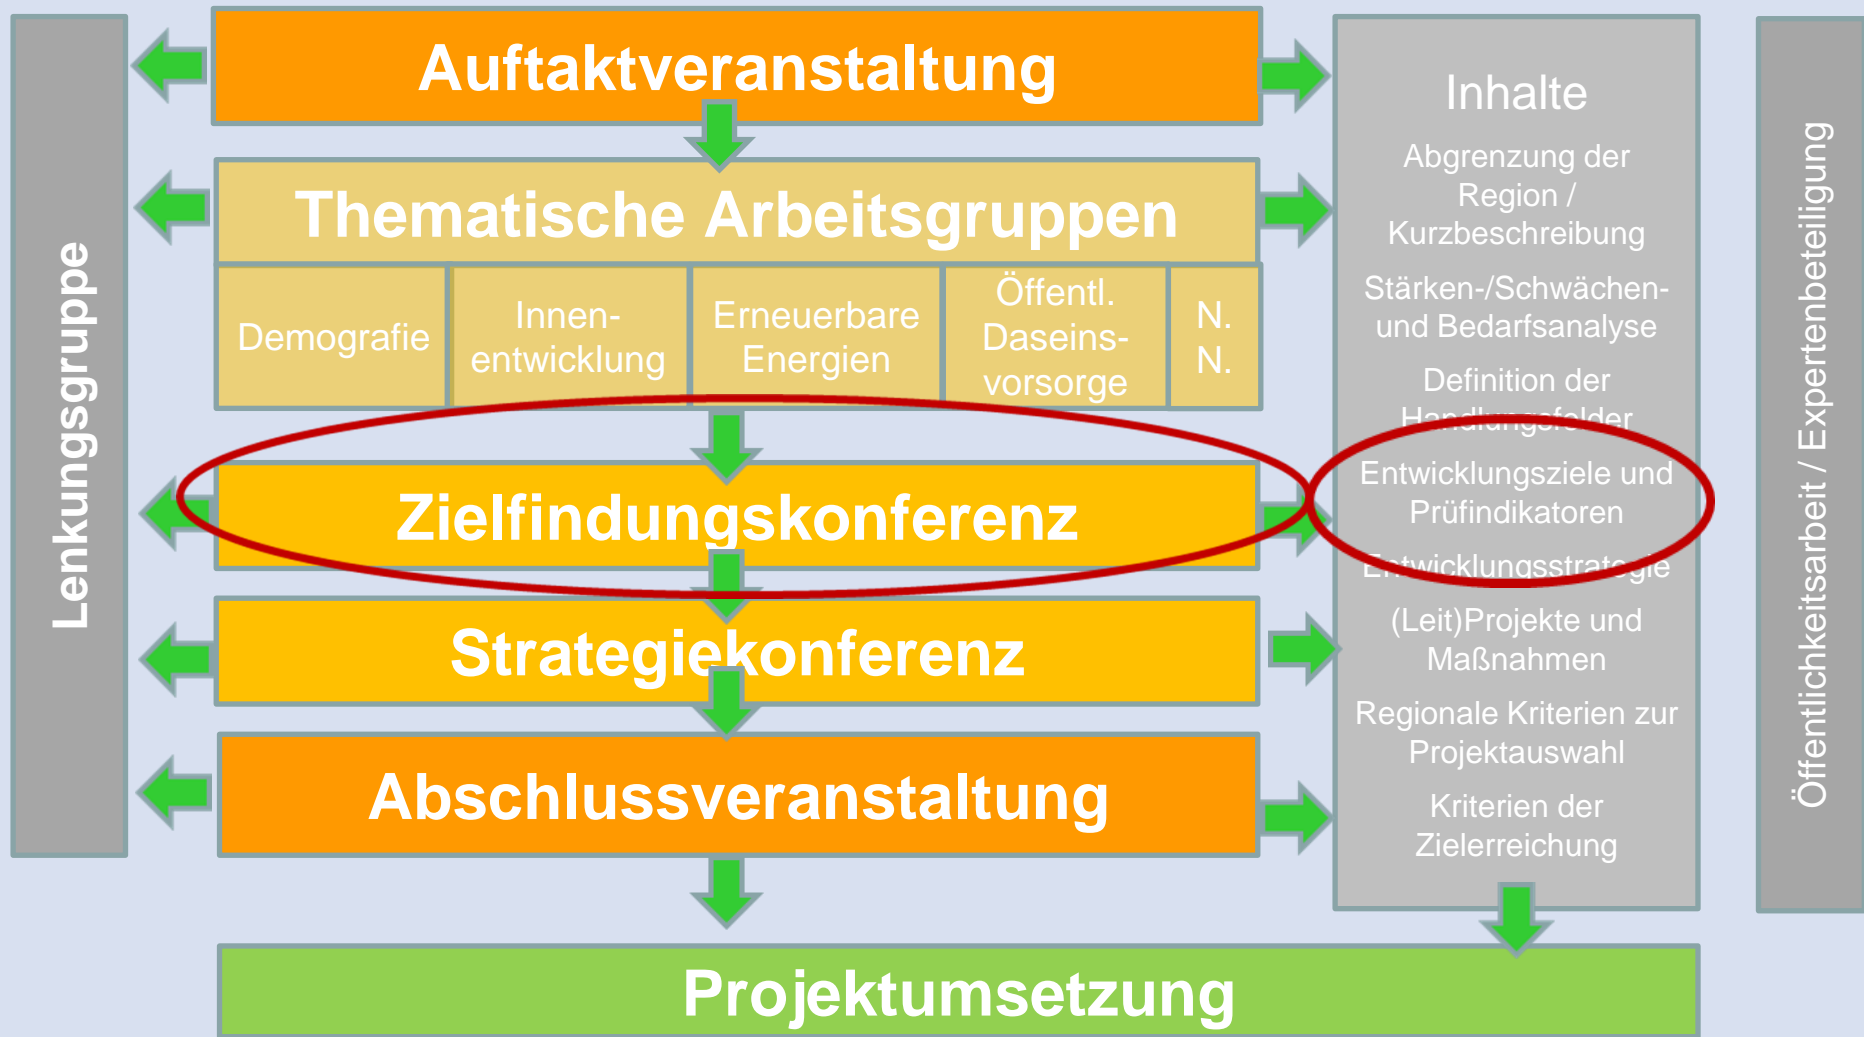 Lenkungsgruppe
Auftaktveranstaltung
Thematische Arbeitsgruppen
Demografie
Innen-
entwicklung
Erneuerbare
Energien
Öffentl.
Daseins-
vorsorge
N.
N.
Zielfindungskonferenz
Strategiekonferenz
Abschlussveranstaltung
Inhalte
Abgrenzung der
Region /
Kurzbeschreibung
Stärken-/Schwächen-
und Bedarfsanalyse
Definition der
Handlungsfelder
Entwicklungsziele und
Prüfindikatoren
Entwicklungsstrategie
(Leit)Projekte und
Maßnahmen
Regionale Kriterien zur
Projektauswahl
Kriterien der
Zielerreichung
Öffentlichkeitsarbeit / Expertenbeteiligung
Projektumsetzung